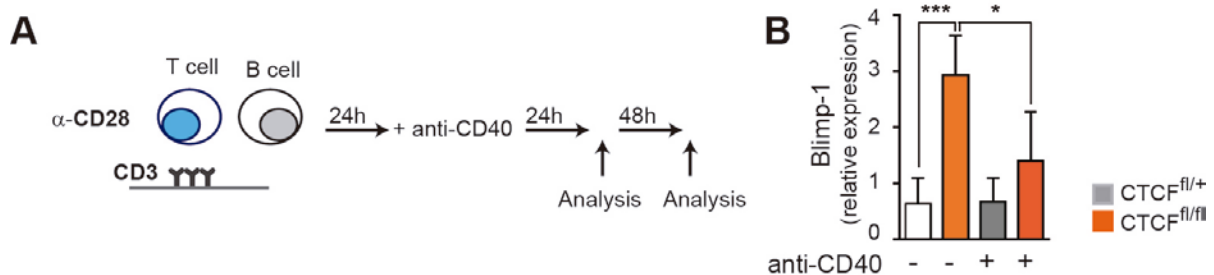 A
T cell B cell
α-CD28
24h + anti-CD40 24h 48h
CD3
Analysis Analysis
B
*** *
Blimp-1
(relative expression)
4
3
2
1
0
anti-CD40 - - + +
CTCF^fl/+
CTCF^fl/fll